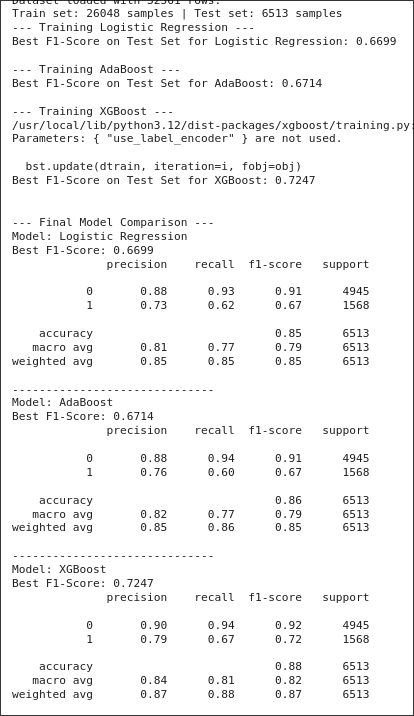 Dataset loaded with 32561 rows.
Train set: 26048 samples | Test set: 6513 samples
--- Training Logistic Regression ---
Best F1-Score on Test Set for Logistic Regression: 0.6699
--- Training AdaBoost ---
Best F1-Score on Test Set for AdaBoost: 0.6714
--- Training XGBoost ---
/usr/local/lib/python3.12/dist-packages/xgboost/training.py:
Parameters: { "use_label_encoder" } are not used.
bst.update(dtrain, iteration=i, fobj=obj)
Best F1-Score on Test Set for XGBoost: 0.7247
--- Final Model Comparison ---
Model: Logistic Regression
Best F1-Score: 0.6699
precision recall f1-score support
0 0.88 0.93 0.91 4945
1 0.73 0.62 0.67 1568
accuracy 0.85 6513
macro avg 0.81 0.77 0.79 6513
weighted avg 0.85 0.85 0.85 6513
------------------------------
Model: AdaBoost
Best F1-Score: 0.6714
precision recall f1-score support
0 0.88 0.94 0.91 4945
1 0.76 0.60 0.67 1568
accuracy 0.86 6513
macro avg 0.82 0.77 0.79 6513
weighted avg 0.85 0.86 0.85 6513
------------------------------
Model: XGBoost
Best F1-Score: 0.7247
precision recall f1-score support
0 0.90 0.94 0.92 4945
1 0.79 0.67 0.72 1568
accuracy 0.88 6513
macro avg 0.84 0.81 0.82 6513
weighted avg 0.87 0.88 0.87 6513